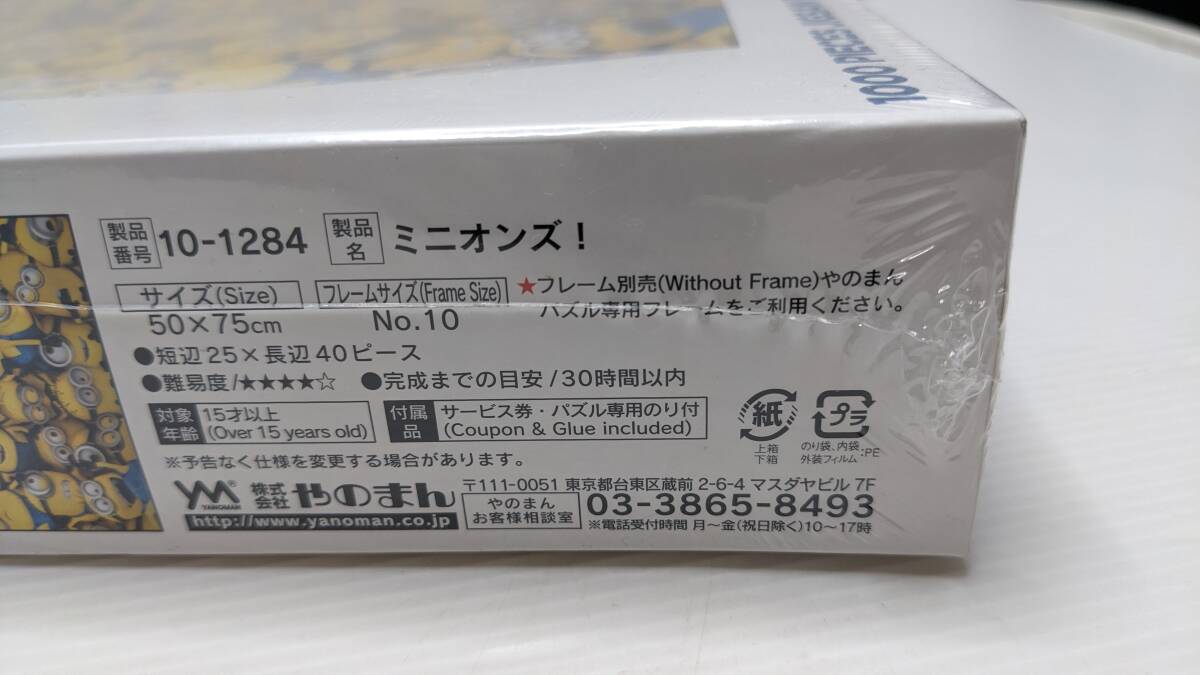 1000 PIECES
製品番号 10-1284 製品名 ミニオンズ!
サイズ(Size) フレームサイズ(Frame Size) ★フレーム別売(Without Frame)やのまん
50×75cm No.10 パズル専用フレームをご利用ください。
●短辺25×長辺40ピース
●難易度/★★★★☆ ●完成までの目安/30時間以内
対象年齢 15才以上 (Over 15 years old) 付属品 サービス券・パズル専用のり付 (Coupon & Glue included)
紙 上箱 下箱 プラ のり袋、内袋、外装フィルム:PE
※予告なく仕様を変更する場合があります。
YM YANOMAN 株式会社 やのまん 〒111-0051 東京都台東区蔵前 2-6-4 マスダヤビル 7F
http://www.yanoman.co.jp やのまんお客様相談室 03-3865-8493
※電話受付時間 月〜金(祝日除く)10〜17時